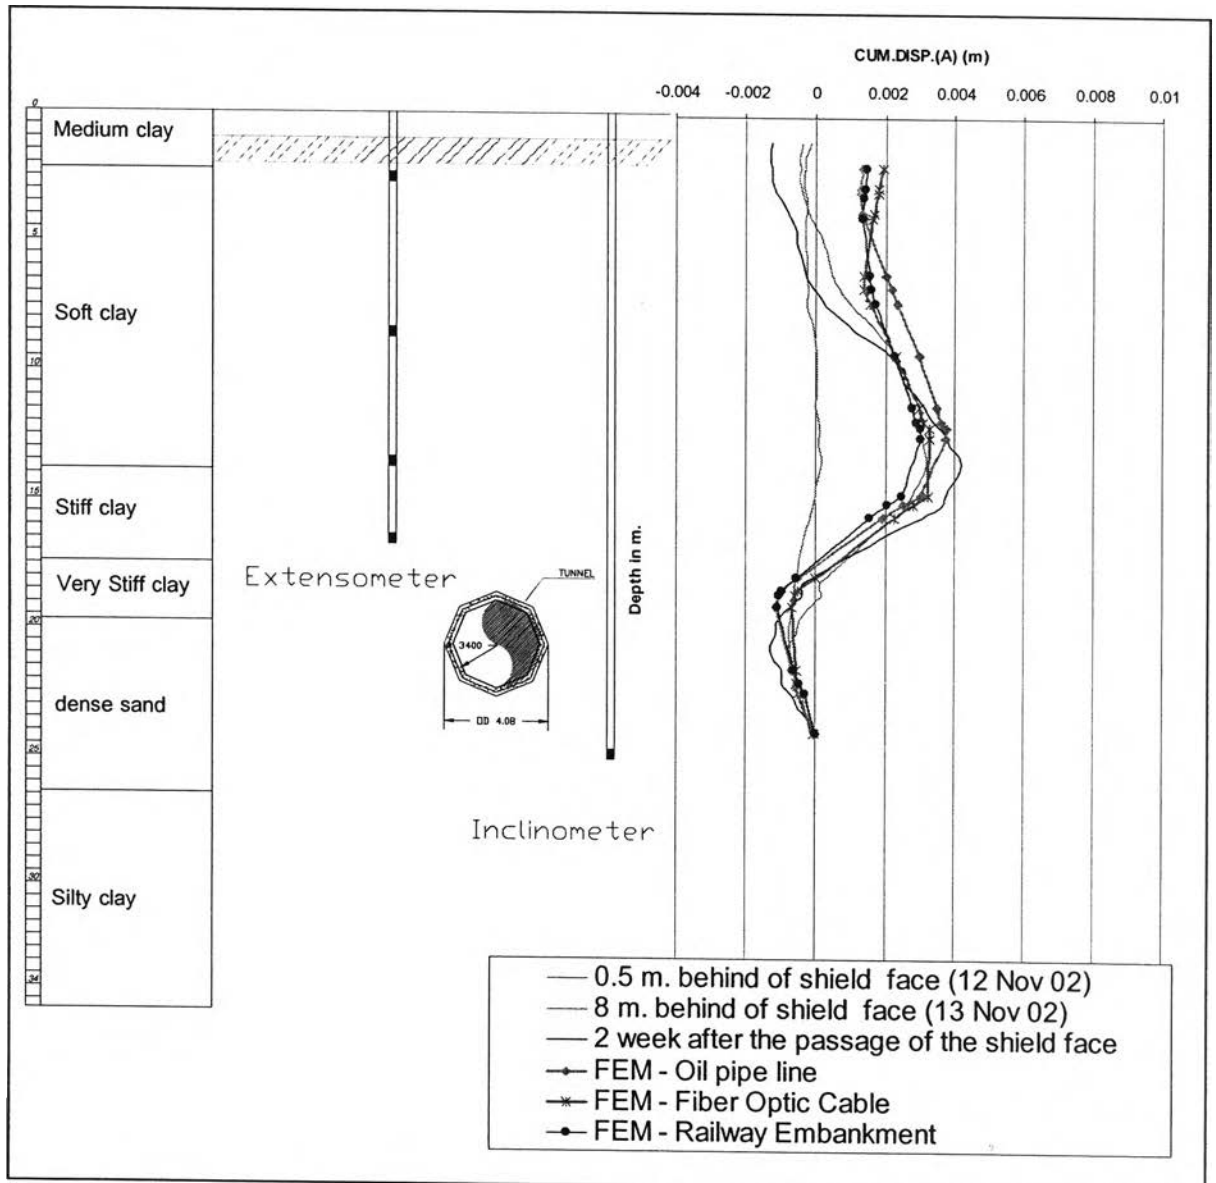 CUM.DISP.(A) (m)
-0.004 -0.002 0 0.002 0.004 0.006 0.008 0.01
0
Medium clay
5
Soft clay
10
15
Stiff clay
Depth in m.
Extensometer
TUNNEL
Very Stiff clay
20
3400
dense sand
OD 4.08
25
Inclinometer
30
Silty clay
34
0.5 m. behind of shield face (12 Nov 02)
8 m. behind of shield face (13 Nov 02)
2 week after the passage of the shield face
FEM - Oil pipe line
FEM - Fiber Optic Cable
FEM - Railway Embankment